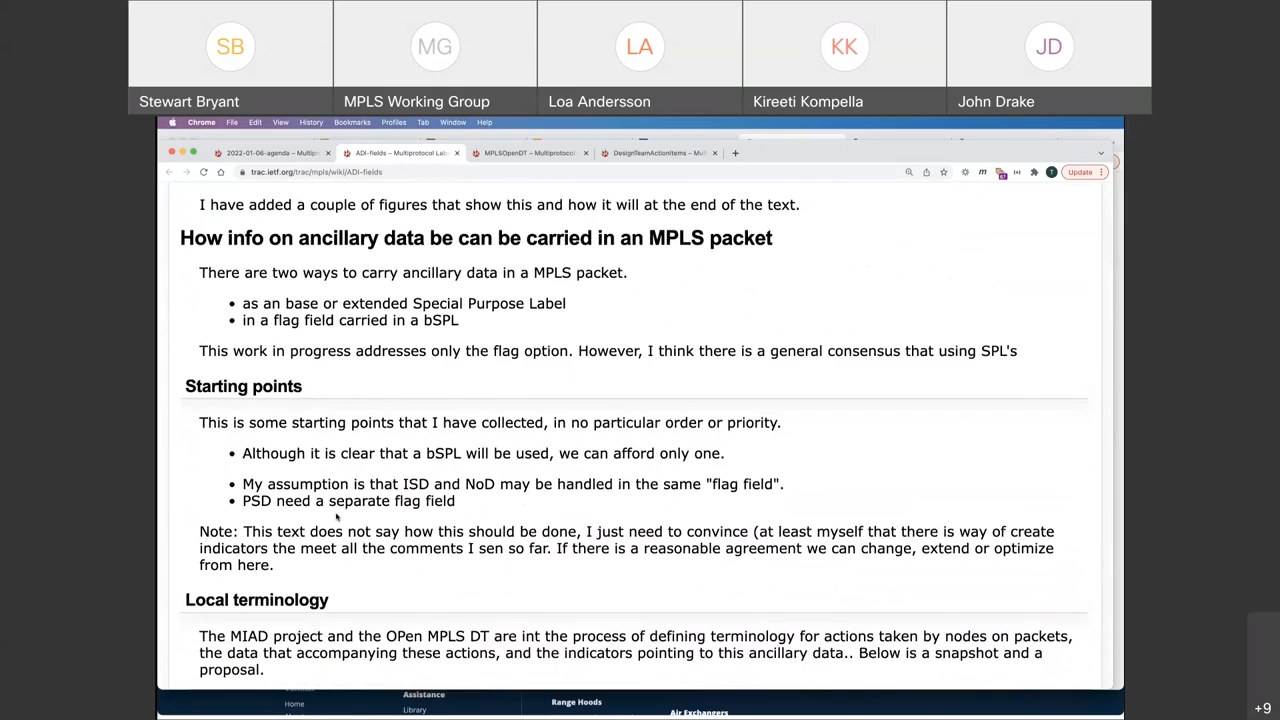 SB
MG
LA
KK
JD
Stewart Bryant
MPLS Working Group
Loa Andersson
Kireeti Kompella
John Drake
Chrome File Edit View History Bookmarks Profiles Tab Window Help
2022-01-06-agenda – Multipro
ADI-fields – Multiprotocol Lab
MPLSOpenDT – Multiprotocol
DesignTeamActionItems – Mul
trac.ietf.org/trac/mpls/wiki/ADI-fields
Update
I have added a couple of figures that show this and how it will at the end of the text.
How info on ancillary data be can be carried in an MPLS packet
There are two ways to carry ancillary data in a MPLS packet.
• as an base or extended Special Purpose Label
• in a flag field carried in a bSPL
This work in progress addresses only the flag option. However, I think there is a general consensus that using SPL's
Starting points
This is some starting points that I have collected, in no particular order or priority.
• Although it is clear that a bSPL will be used, we can afford only one.
• My assumption is that ISD and NoD may be handled in the same "flag field".
• PSD need a separate flag field
Note: This text does not say how this should be done, I just need to convince (at least myself that there is way of create
indicators the meet all the comments I sen so far. If there is a reasonable agreement we can change, extend or optimize
from here.
Local terminology
The MIAD project and the OPen MPLS DT are int the process of defining terminology for actions taken by nodes on packets,
the data that accompanying these actions, and the indicators pointing to this ancillary data.. Below is a snapshot and a
proposal.
Home
Assistance
Library
Range Hoods
Air Exchangers
+9